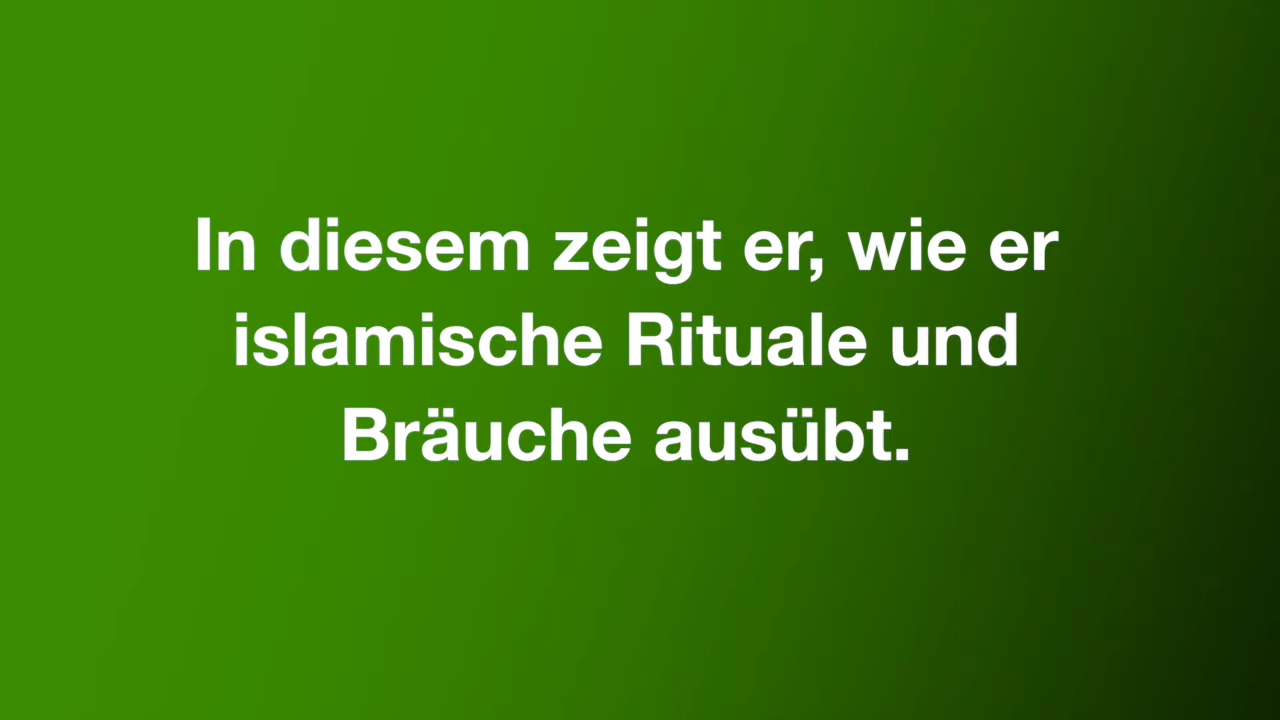 In diesem zeigt er, wie er
islamische Rituale und
Bräuche ausübt.